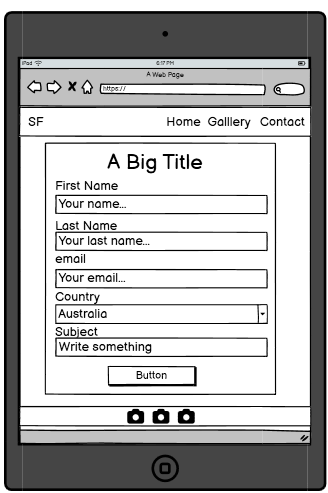 iPad 6:17 PM
A Web Page
https://
SF Home Galllery Contact
A Big Title
First Name
Your name...
Last Name
Your last name...
email
Your email...
Country
Australia
Subject
Write something
Button